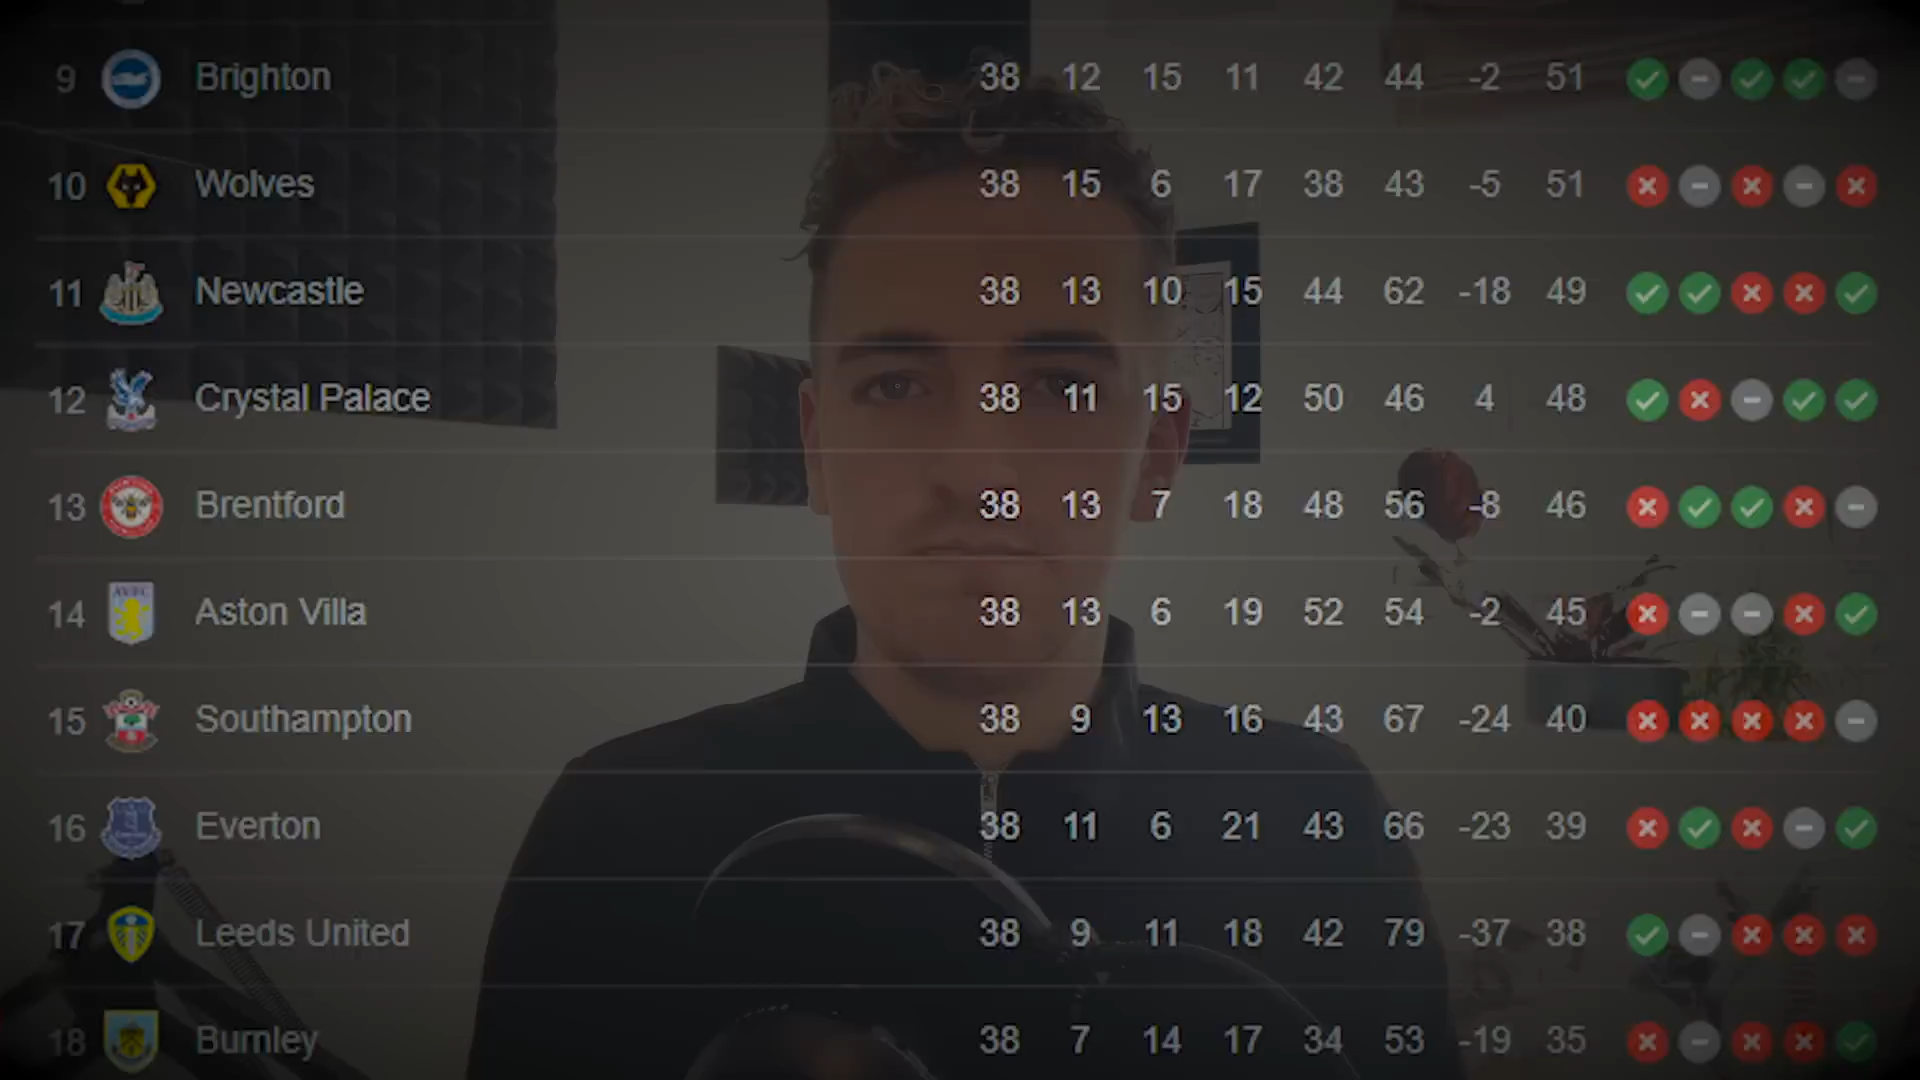 9 Brighton 38 12 15 11 42 44 -2 51
10 Wolves 38 15 6 17 38 43 -5 51
11 Newcastle 38 13 10 15 44 62 -18 49
12 Crystal Palace 38 11 15 12 50 46 4 48
13 Brentford 38 13 7 18 48 56 -8 46
14 Aston Villa 38 13 6 19 52 54 -2 45
15 Southampton 38 9 13 16 43 67 -24 40
16 Everton 38 11 6 21 43 66 -23 39
17 Leeds United 38 9 11 18 42 79 -37 38
18 Burnley 38 7 14 17 34 53 -19 35